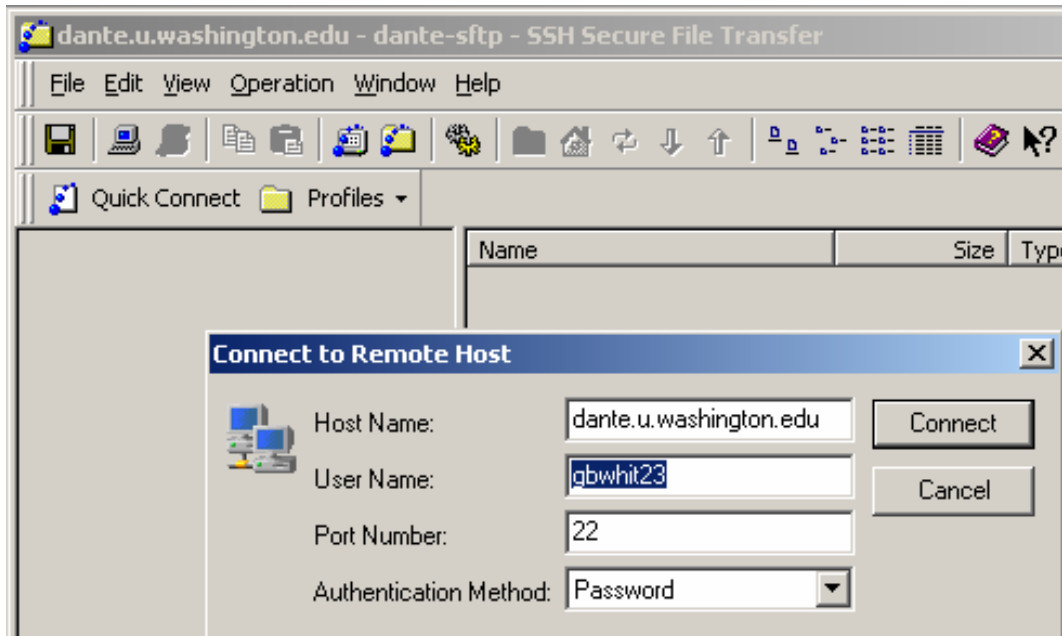 dante.u.washington.edu - dante-sftp - SSH Secure File Transfer
File Edit View Operation Window Help
Quick Connect Profiles
Name Size Type
Connect to Remote Host
Host Name: dante.u.washington.edu Connect
User Name: gbwhit23 Cancel
Port Number: 22
Authentication Method: Password